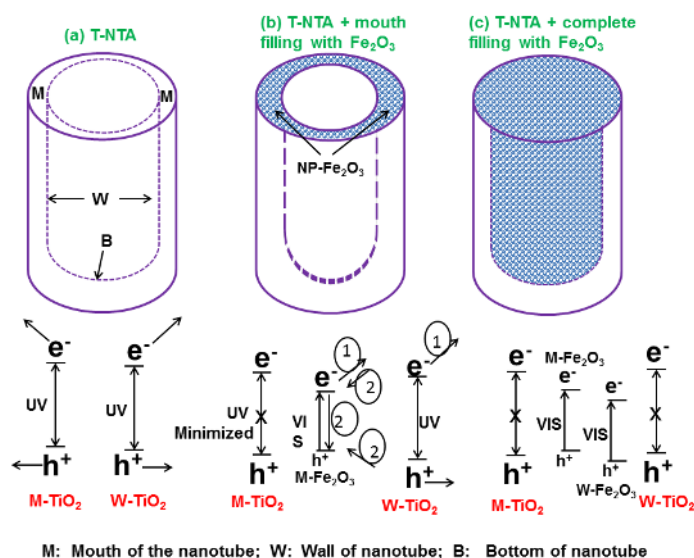 (a) T-NTA
(b) T-NTA + mouth
filling with Fe₂O₃
(c) T-NTA + complete
filling with Fe₂O₃
M
M
W
B
NP-Fe₂O₃
e⁻
e⁻
UV
UV
h⁺
h⁺
M-TiO₂
W-TiO₂
e⁻
e⁻
e⁻
1
2
1
UV
X
Minimized
VI
S
2
2
UV
h⁺
h⁺
h⁺
M-Fe₂O₃
M-TiO₂
W-TiO₂
M-Fe₂O₃
e⁻
e⁻
e⁻
e⁻
X
VIS
VIS
X
h⁺
h⁺
h⁺
h⁺
W-Fe₂O₃
M-TiO₂
W-TiO₂
M: Mouth of the nanotube; W: Wall of nanotube; B: Bottom of nanotube